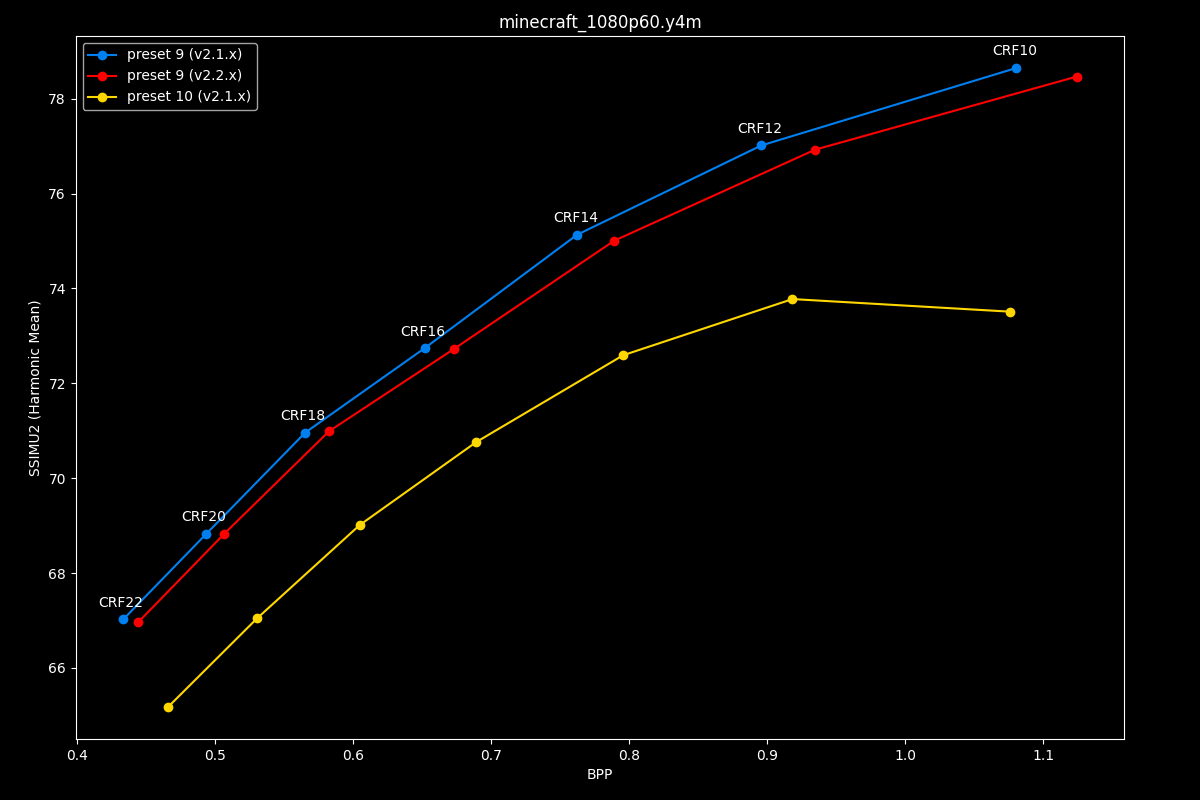 minecraft_1080p60.y4m
preset 9 (v2.1.x)
preset 9 (v2.2.x)
preset 10 (v2.1.x)
CRF10
CRF12
CRF14
CRF16
CRF18
CRF20
CRF22
78
76
74
72
70
68
66
SSIMU2 (Harmonic Mean)
0.4 0.5 0.6 0.7 0.8 0.9 1.0 1.1
BPP